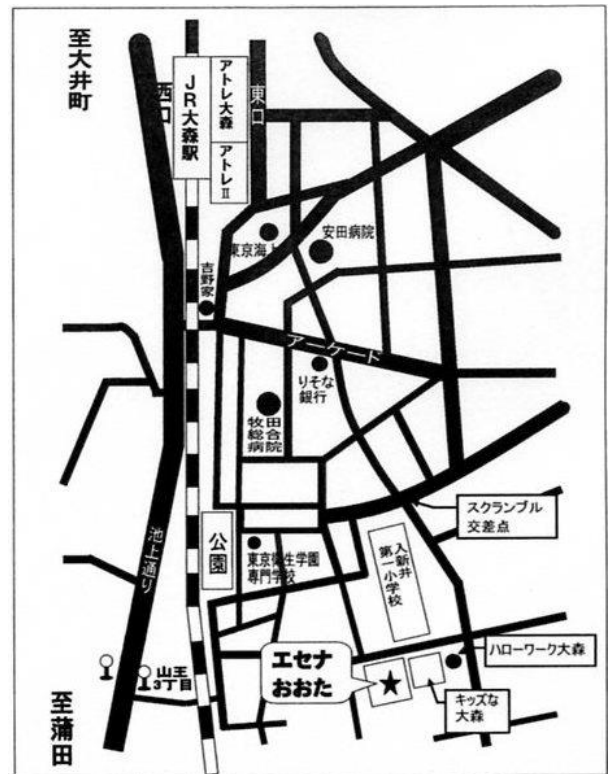 至大井町
西口
JR大森駅
アトレ大森
アトレⅡ
東口
東京海上
安田病院
吉野家
アーケード
りそな
銀行
牧田
総合
病院
スクランブル
交差点
池上通り
公園
東京衛生学園
専門学校
入新井
第一小学校
エセナ
おおた
ハローワーク大森
キッズな
大森
山王
3丁目
至蒲田